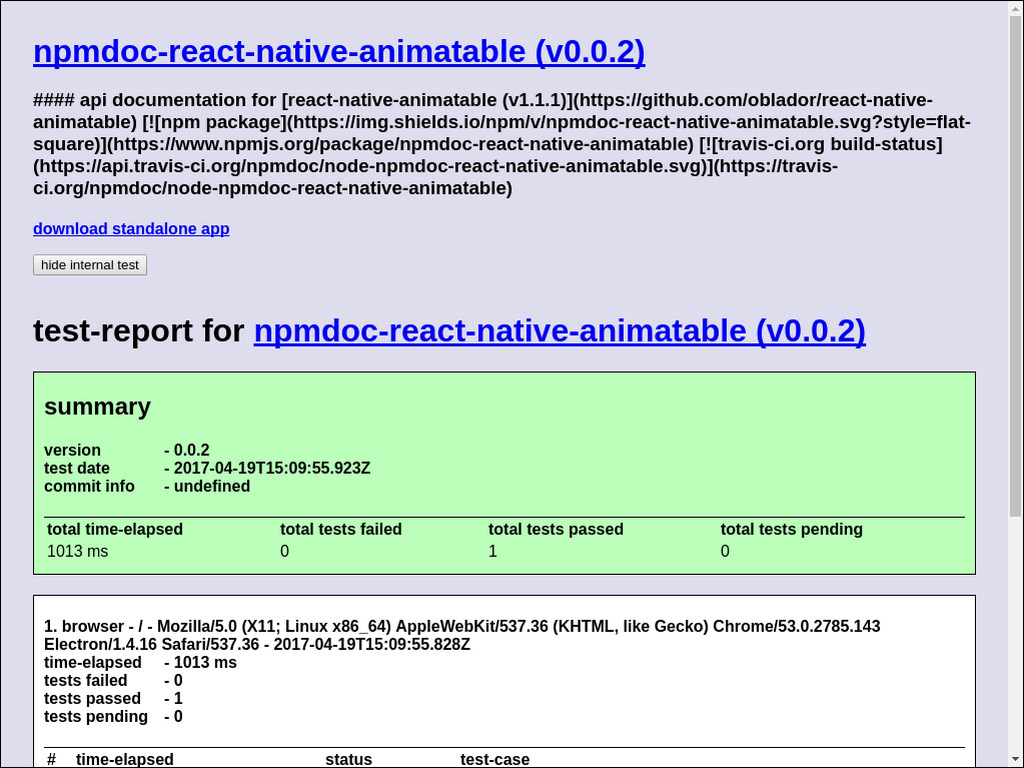 npmdoc-react-native-animatable (v0.0.2)
#### api documentation for [react-native-animatable (v1.1.1)](https://github.com/oblador/react-native-
animatable) [![npm package](https://img.shields.io/npm/v/npmdoc-react-native-animatable.svg?style=flat-
square)](https://www.npmjs.org/package/npmdoc-react-native-animatable) [![travis-ci.org build-status]
(https://api.travis-ci.org/npmdoc/node-npmdoc-react-native-animatable.svg)](https://travis-
ci.org/npmdoc/node-npmdoc-react-native-animatable)
download standalone app
hide internal test
test-report for npmdoc-react-native-animatable (v0.0.2)
summary
version - 0.0.2
test date - 2017-04-19T15:09:55.923Z
commit info - undefined
total time-elapsed total tests failed total tests passed total tests pending
1013 ms 0 1 0
1. browser - / - Mozilla/5.0 (X11; Linux x86_64) AppleWebKit/537.36 (KHTML, like Gecko) Chrome/53.0.2785.143
Electron/1.4.16 Safari/537.36 - 2017-04-19T15:09:55.828Z
time-elapsed - 1013 ms
tests failed - 0
tests passed - 1
tests pending - 0
# time-elapsed status test-case